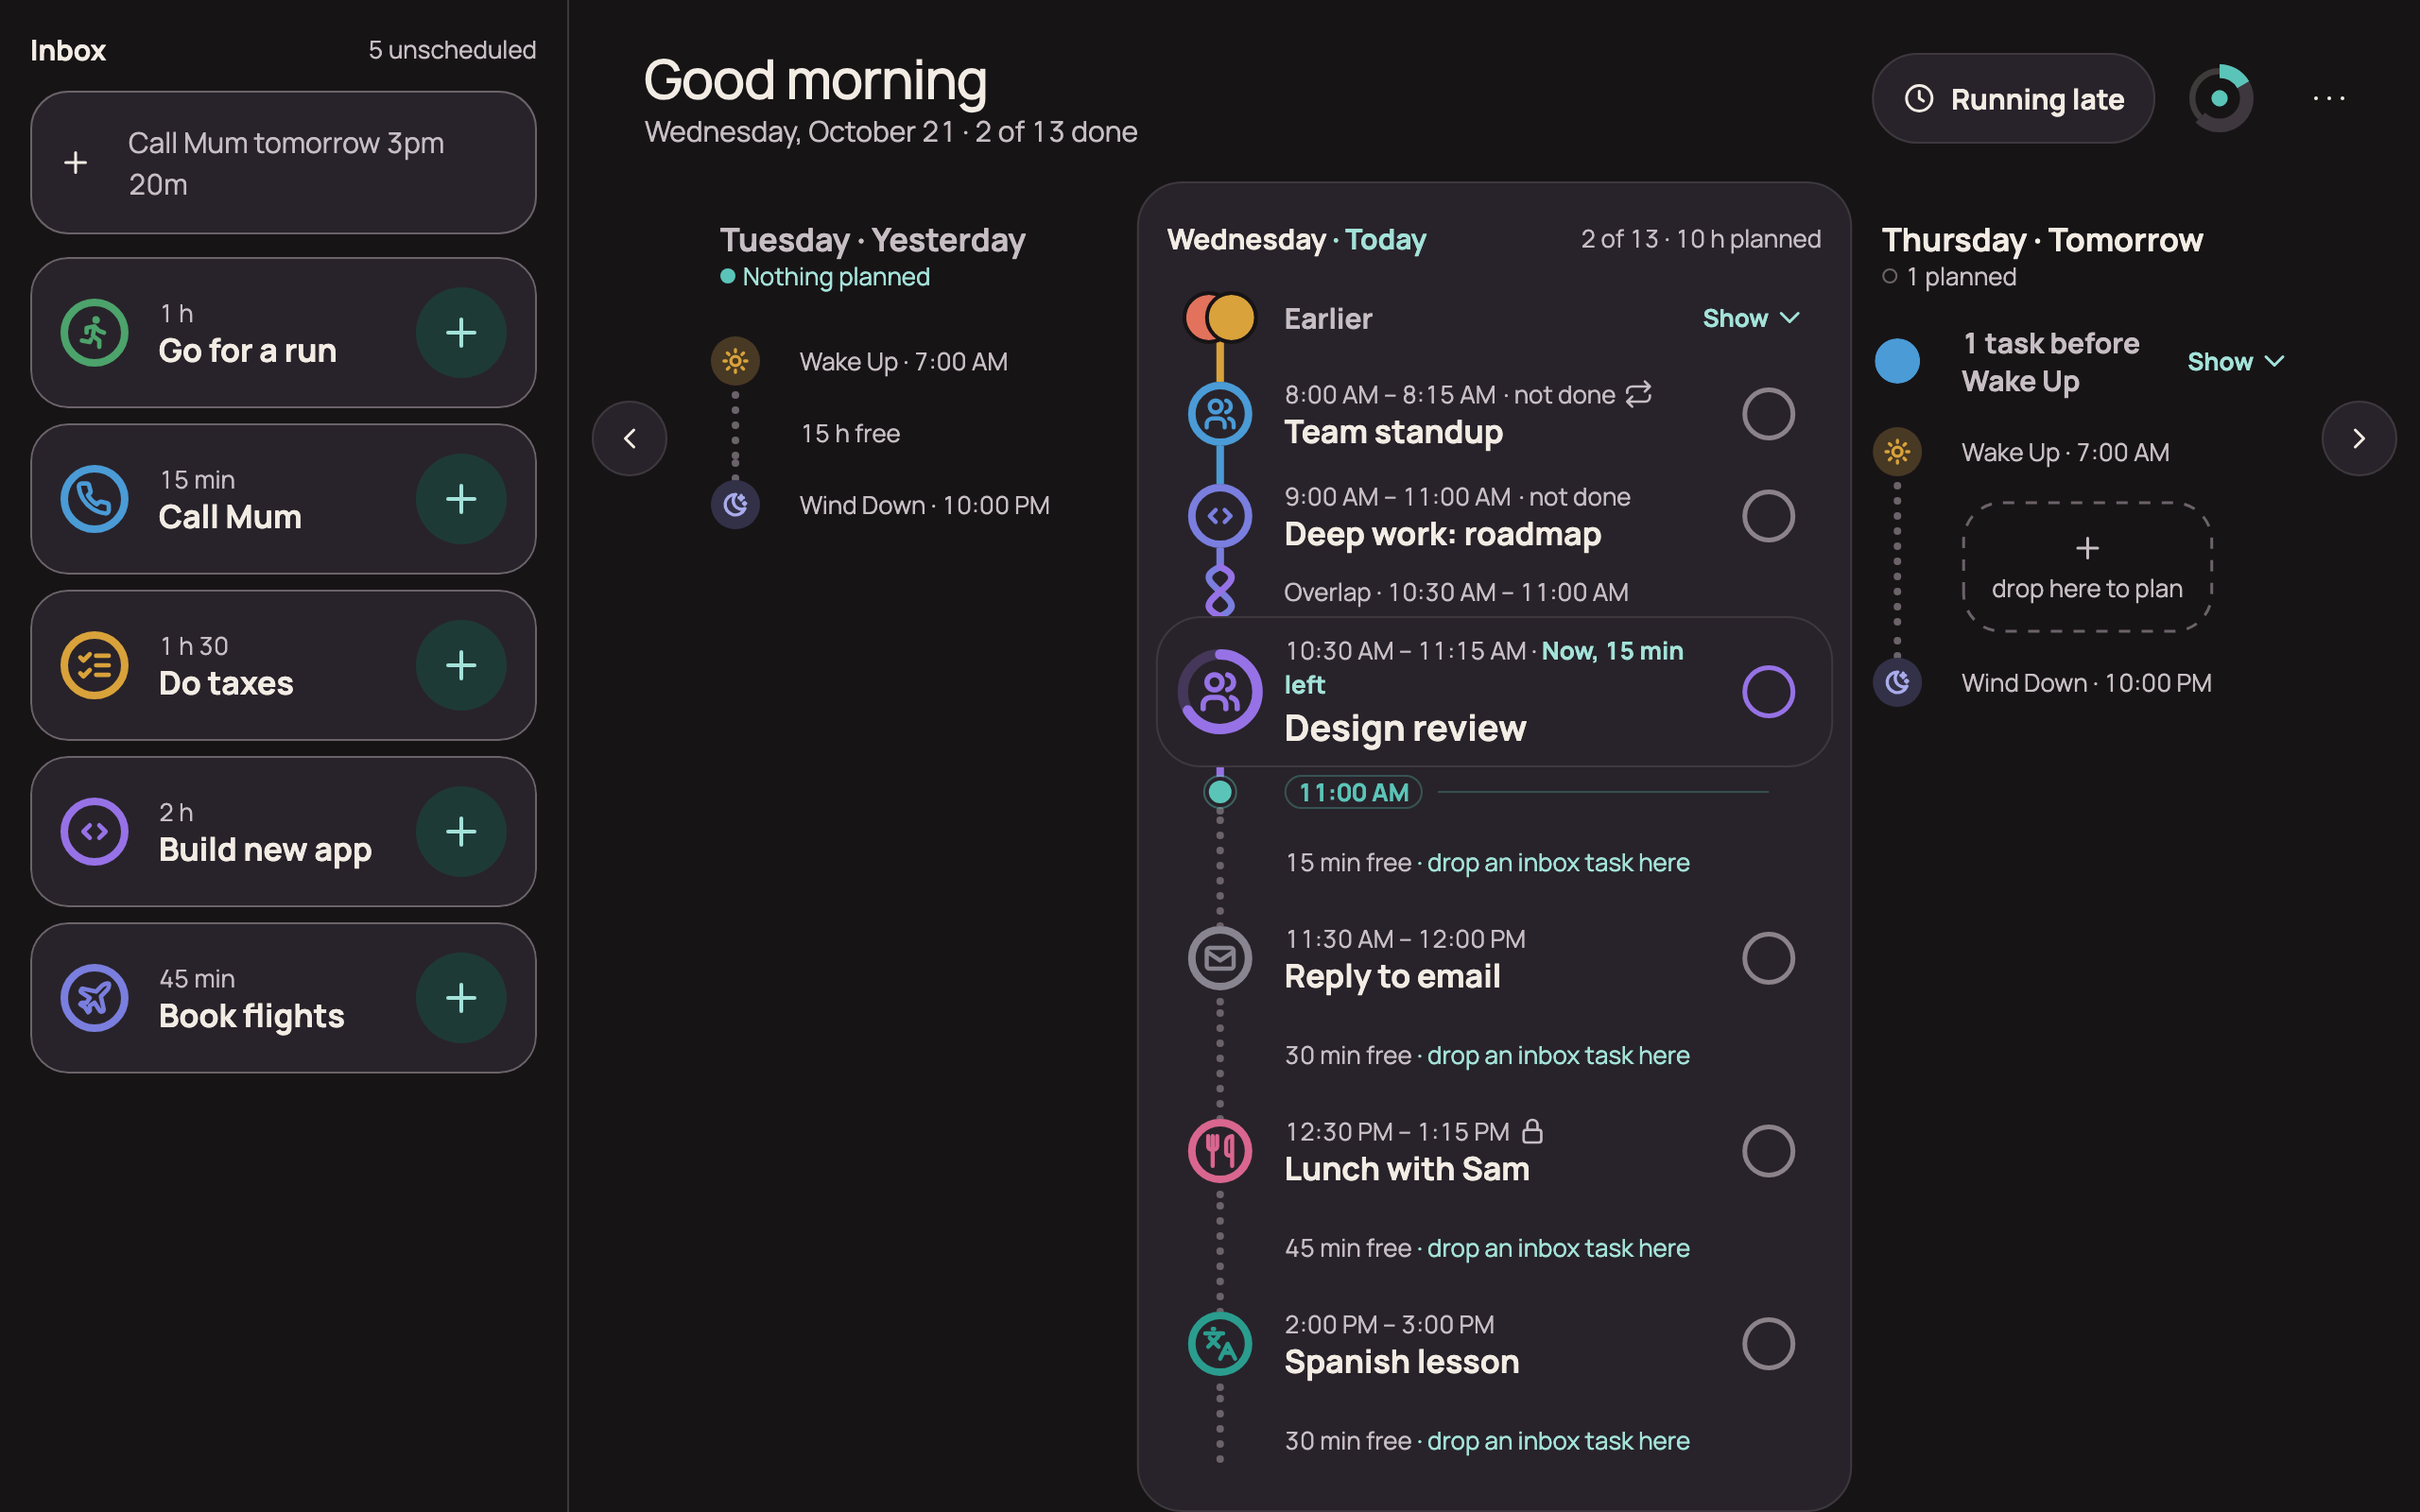 Inbox
5 unscheduled
Call Mum tomorrow 3pm
20m
1 h
Go for a run
15 min
Call Mum
1 h 30
Do taxes
2 h
Build new app
45 min
Book flights
Good morning
Wednesday, October 21 · 2 of 13 done
Running late
Tuesday · Yesterday
Nothing planned
Wake Up · 7:00 AM
15 h free
Wind Down · 10:00 PM
Wednesday · Today
2 of 13 · 10 h planned
Earlier
Show
8:00 AM – 8:15 AM · not done
Team standup
9:00 AM – 11:00 AM · not done
Deep work: roadmap
Overlap · 10:30 AM – 11:00 AM
10:30 AM – 11:15 AM · Now, 15 min
left
Design review
11:00 AM
15 min free · drop an inbox task here
11:30 AM – 12:00 PM
Reply to email
30 min free · drop an inbox task here
12:30 PM – 1:15 PM
Lunch with Sam
45 min free · drop an inbox task here
2:00 PM – 3:00 PM
Spanish lesson
30 min free · drop an inbox task here
Thursday · Tomorrow
1 planned
1 task before
Wake Up
Show
Wake Up · 7:00 AM
drop here to plan
Wind Down · 10:00 PM